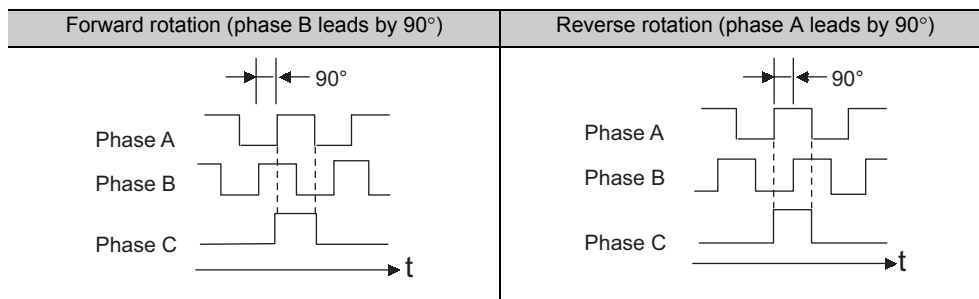 Forward rotation (phase B leads by 90°)
Reverse rotation (phase A leads by 90°)
90°
Phase A
Phase B
Phase C
t
90°
Phase A
Phase B
Phase C
t